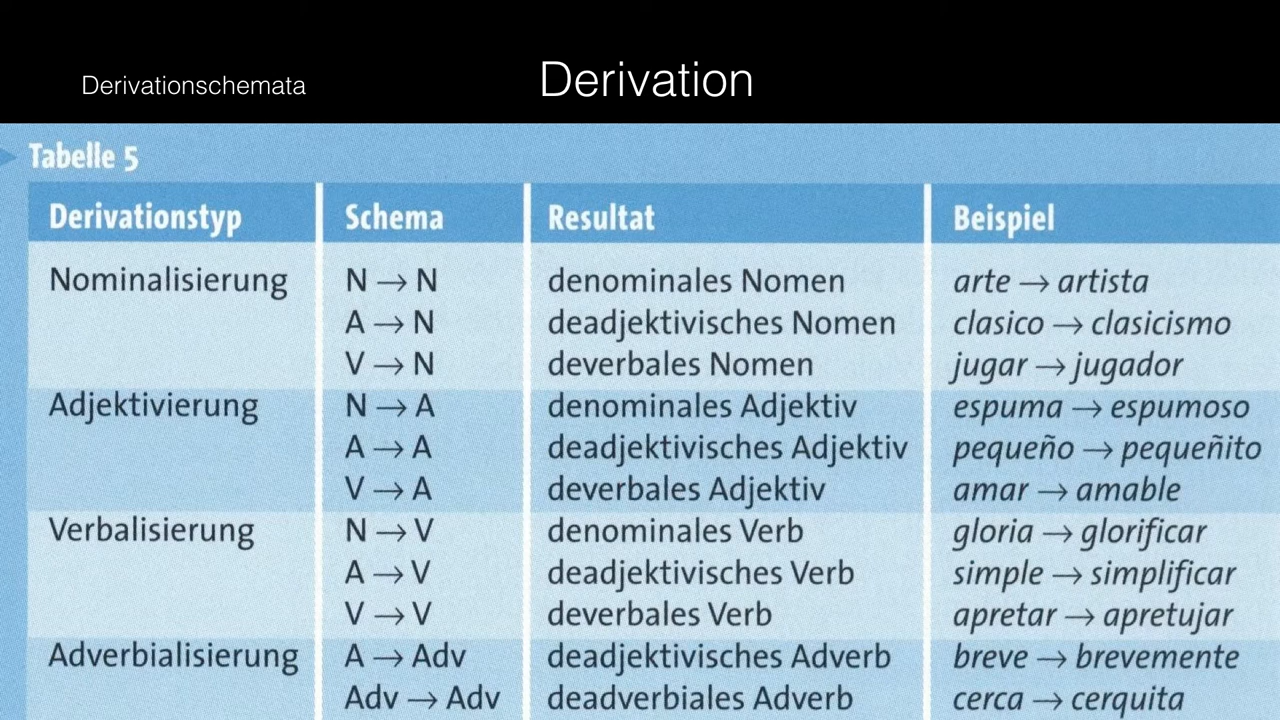 Derivationschemata
Derivation
Tabelle 5
Derivationstyp Schema Resultat Beispiel
Nominalisierung N → N denominales Nomen arte → artista
A → N deadjektivisches Nomen clasico → clasicismo
V → N deverbales Nomen jugar → jugador
Adjektivierung N → A denominales Adjektiv espuma → espumoso
A → A deadjektivisches Adjektiv pequeño → pequeñito
V → A deverbales Adjektiv amar → amable
Verbalisierung N → V denominales Verb gloria → glorificar
A → V deadjektivisches Verb simple → simplificar
V → V deverbales Verb apretar → apretujar
Adverbialisierung A → Adv deadjektivisches Adverb breve → brevemente
Adv → Adv deadverbiales Adverb cerca → cerquita